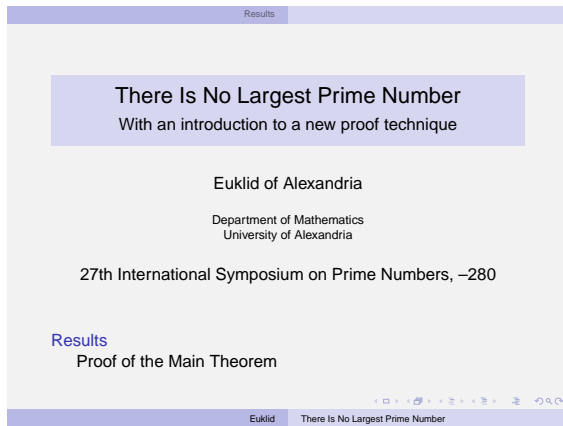 Results
There Is No Largest Prime Number
With an introduction to a new proof technique
Euklid of Alexandria
Department of Mathematics
University of Alexandria
27th International Symposium on Prime Numbers, –280
Results
Proof of the Main Theorem
Euklid There Is No Largest Prime Number